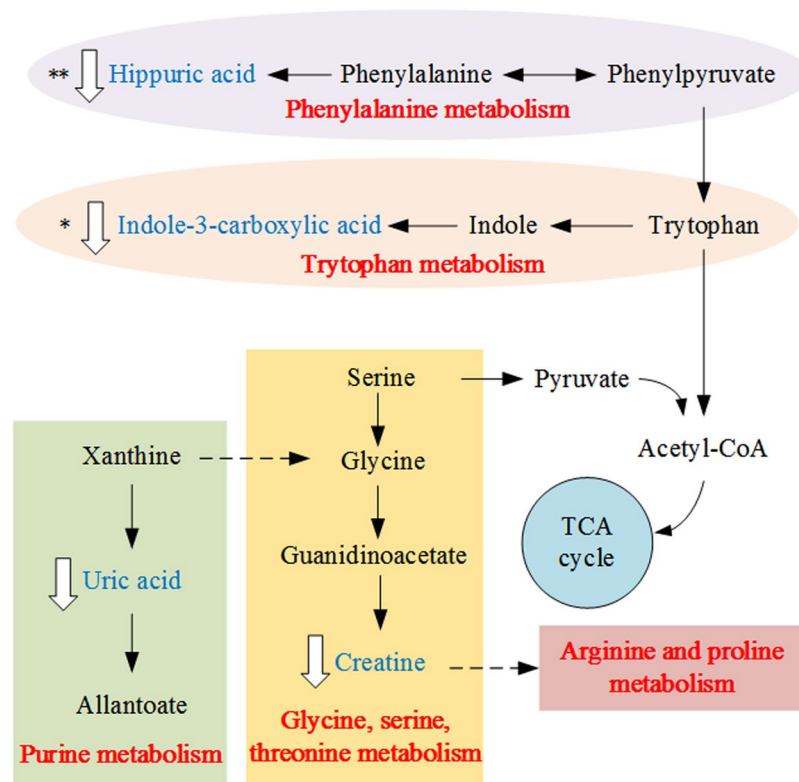 ** Hippuric acid Phenylalanine Phenylpyruvate
Phenylalanine metabolism
* Indole-3-carboxylic acid Indole Trytophan
Trytophan metabolism
Serine Pyruvate
Xanthine Glycine Acetyl-CoA
TCA
cycle
Guanidinoacetate
Uric acid
Creatine
Arginine and proline
metabolism
Allantoate
Purine metabolism
Glycine, serine,
threonine metabolism